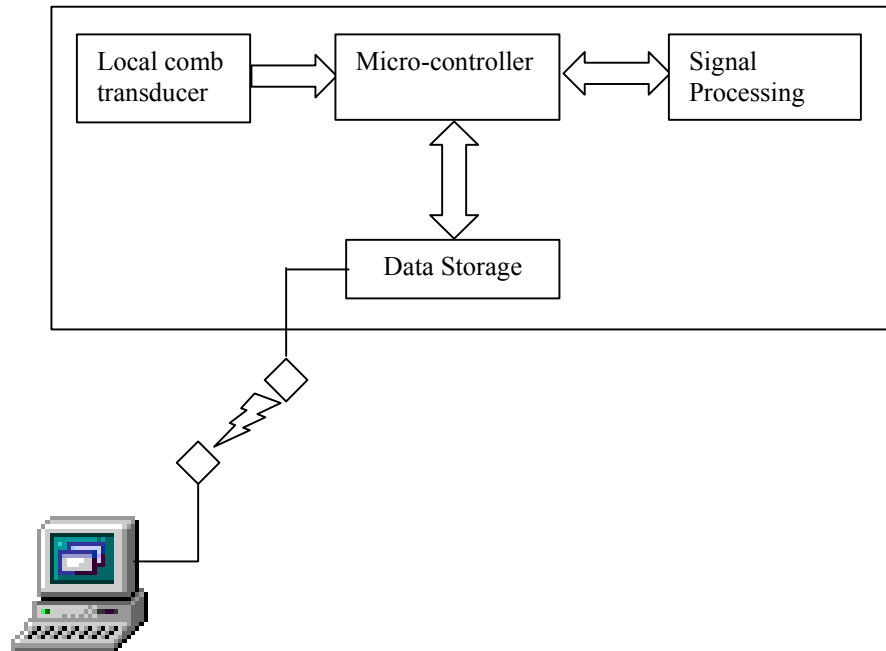 Local comb
transducer
Micro-controller
Signal
Processing
Data Storage